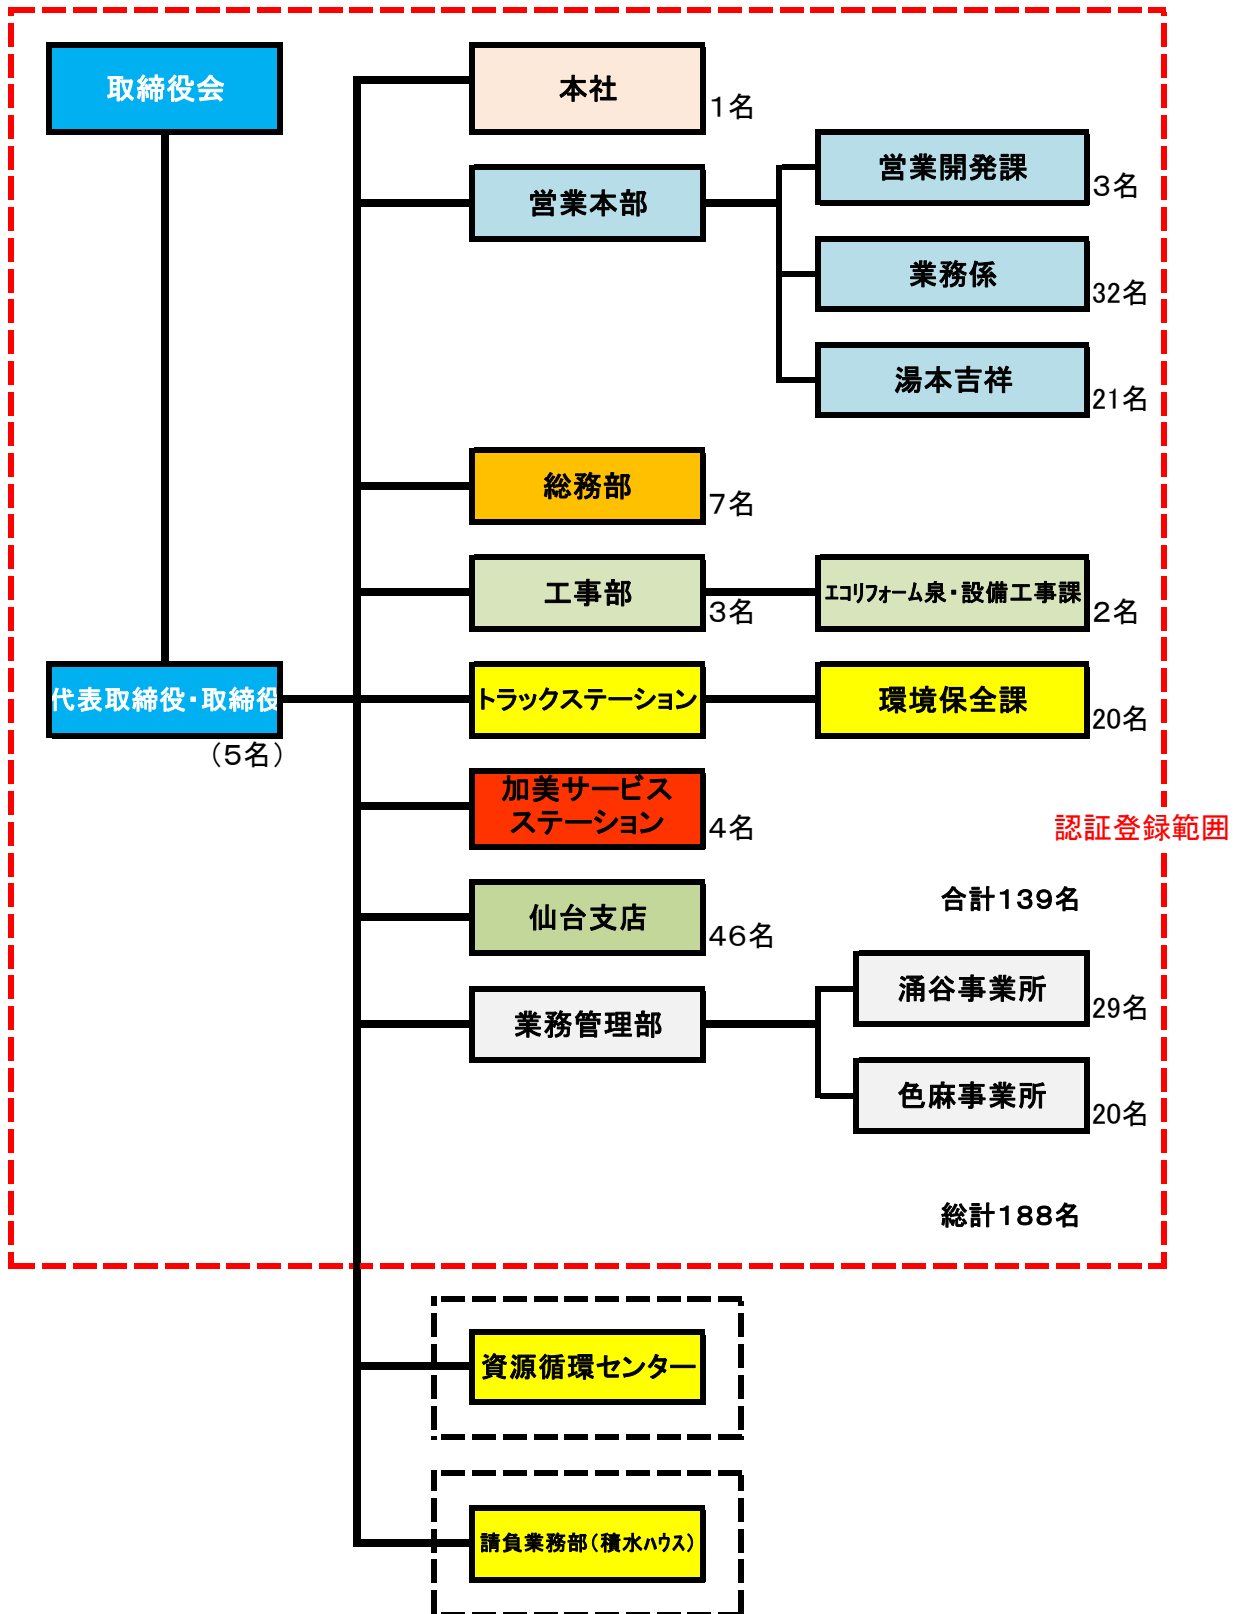 取締役会
本社
1名
営業開発課
3名
営業本部
業務係
32名
湯本吉祥
21名
総務部
7名
工事部
3名
エコリフォーム泉・設備工事課
2名
代表取締役・取締役
(5名)
トラックステーション
環境保全課
20名
加美サービス
ステーション
4名
認証登録範囲
合計139名
仙台支店
46名
涌谷事業所
29名
業務管理部
色麻事業所
20名
総計188名
資源循環センター
請負業務部(積水ハウス)